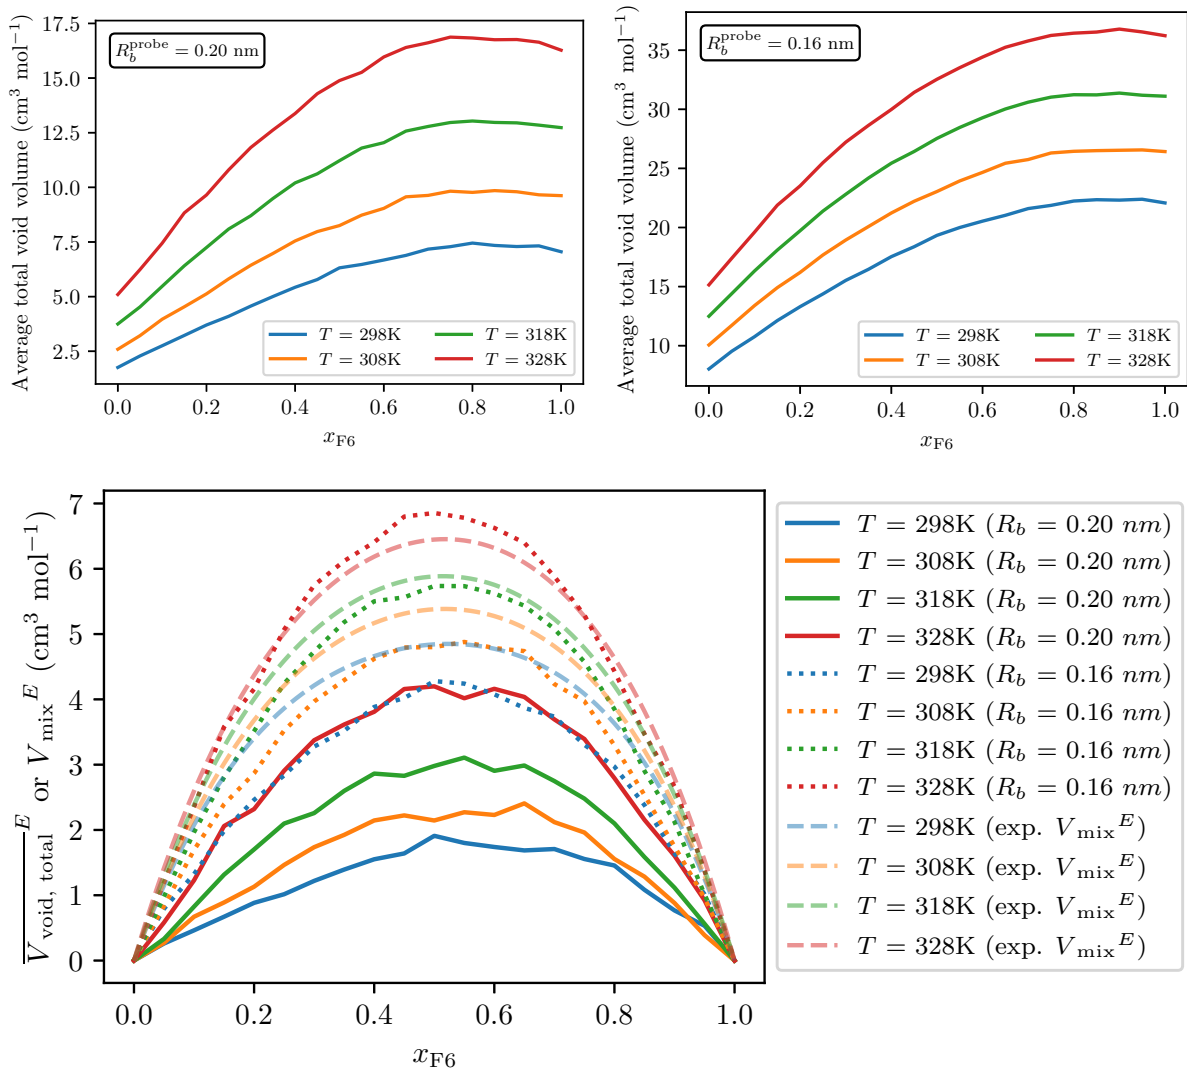 Average total void volume (cm³ mol⁻¹)
17.5
15.0
12.5
10.0
7.5
5.0
2.5
R_b^probe = 0.20 nm
T = 298K
T = 318K
T = 308K
T = 328K
0.0 0.2 0.4 0.6 0.8 1.0
x_F6
Average total void volume (cm³ mol⁻¹)
35
30
25
20
15
10
R_b^probe = 0.16 nm
T = 298K
T = 318K
T = 308K
T = 328K
0.0 0.2 0.4 0.6 0.8 1.0
x_F6
V̅_void, total^E or V_mix^E (cm³ mol⁻¹)
7
6
5
4
3
2
1
0
0.0 0.2 0.4 0.6 0.8 1.0
x_F6
T = 298K (R_b = 0.20 nm)
T = 308K (R_b = 0.20 nm)
T = 318K (R_b = 0.20 nm)
T = 328K (R_b = 0.20 nm)
T = 298K (R_b = 0.16 nm)
T = 308K (R_b = 0.16 nm)
T = 318K (R_b = 0.16 nm)
T = 328K (R_b = 0.16 nm)
T = 298K (exp. V_mix^E)
T = 308K (exp. V_mix^E)
T = 318K (exp. V_mix^E)
T = 328K (exp. V_mix^E)